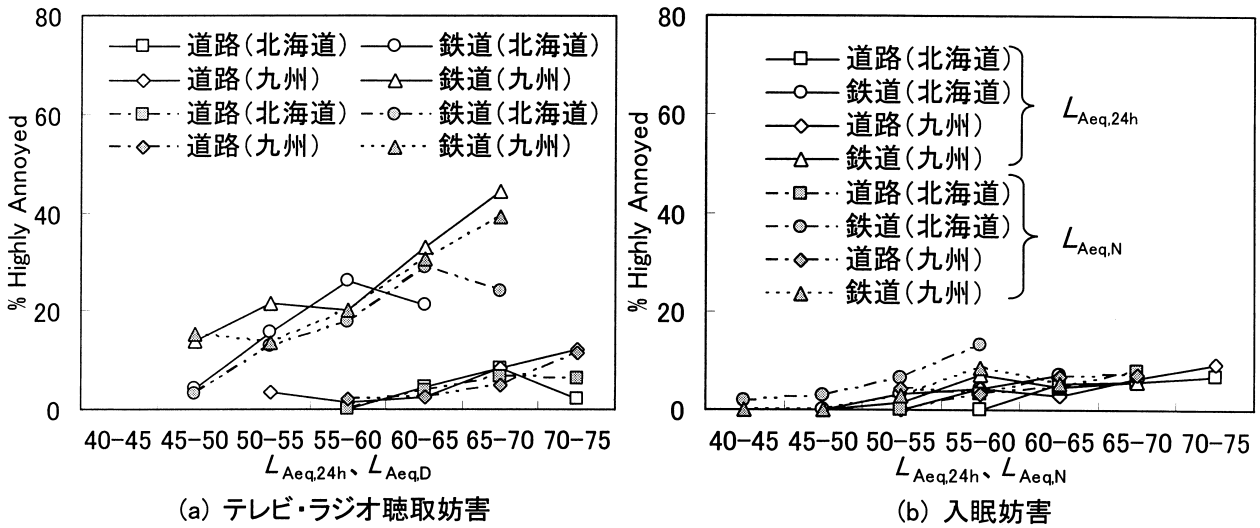 % Highly Annoyed
80
60
40
20
0
道路(北海道) 鉄道(北海道)
道路(九州) 鉄道(九州)
道路(北海道) 鉄道(北海道)
道路(九州) 鉄道(九州)
40-45 45-50 50-55 55-60 60-65 65-70 70-75
LAeq,24h、LAeq,D
(a) テレビ・ラジオ聴取妨害
% Highly Annoyed
80
60
40
20
0
道路(北海道)
鉄道(北海道)
道路(九州)
鉄道(九州)
LAeq,24h
道路(北海道)
鉄道(北海道)
道路(九州)
鉄道(九州)
LAeq,N
40-45 45-50 50-55 55-60 60-65 65-70 70-75
LAeq,24h、LAeq,N
(b) 入眠妨害